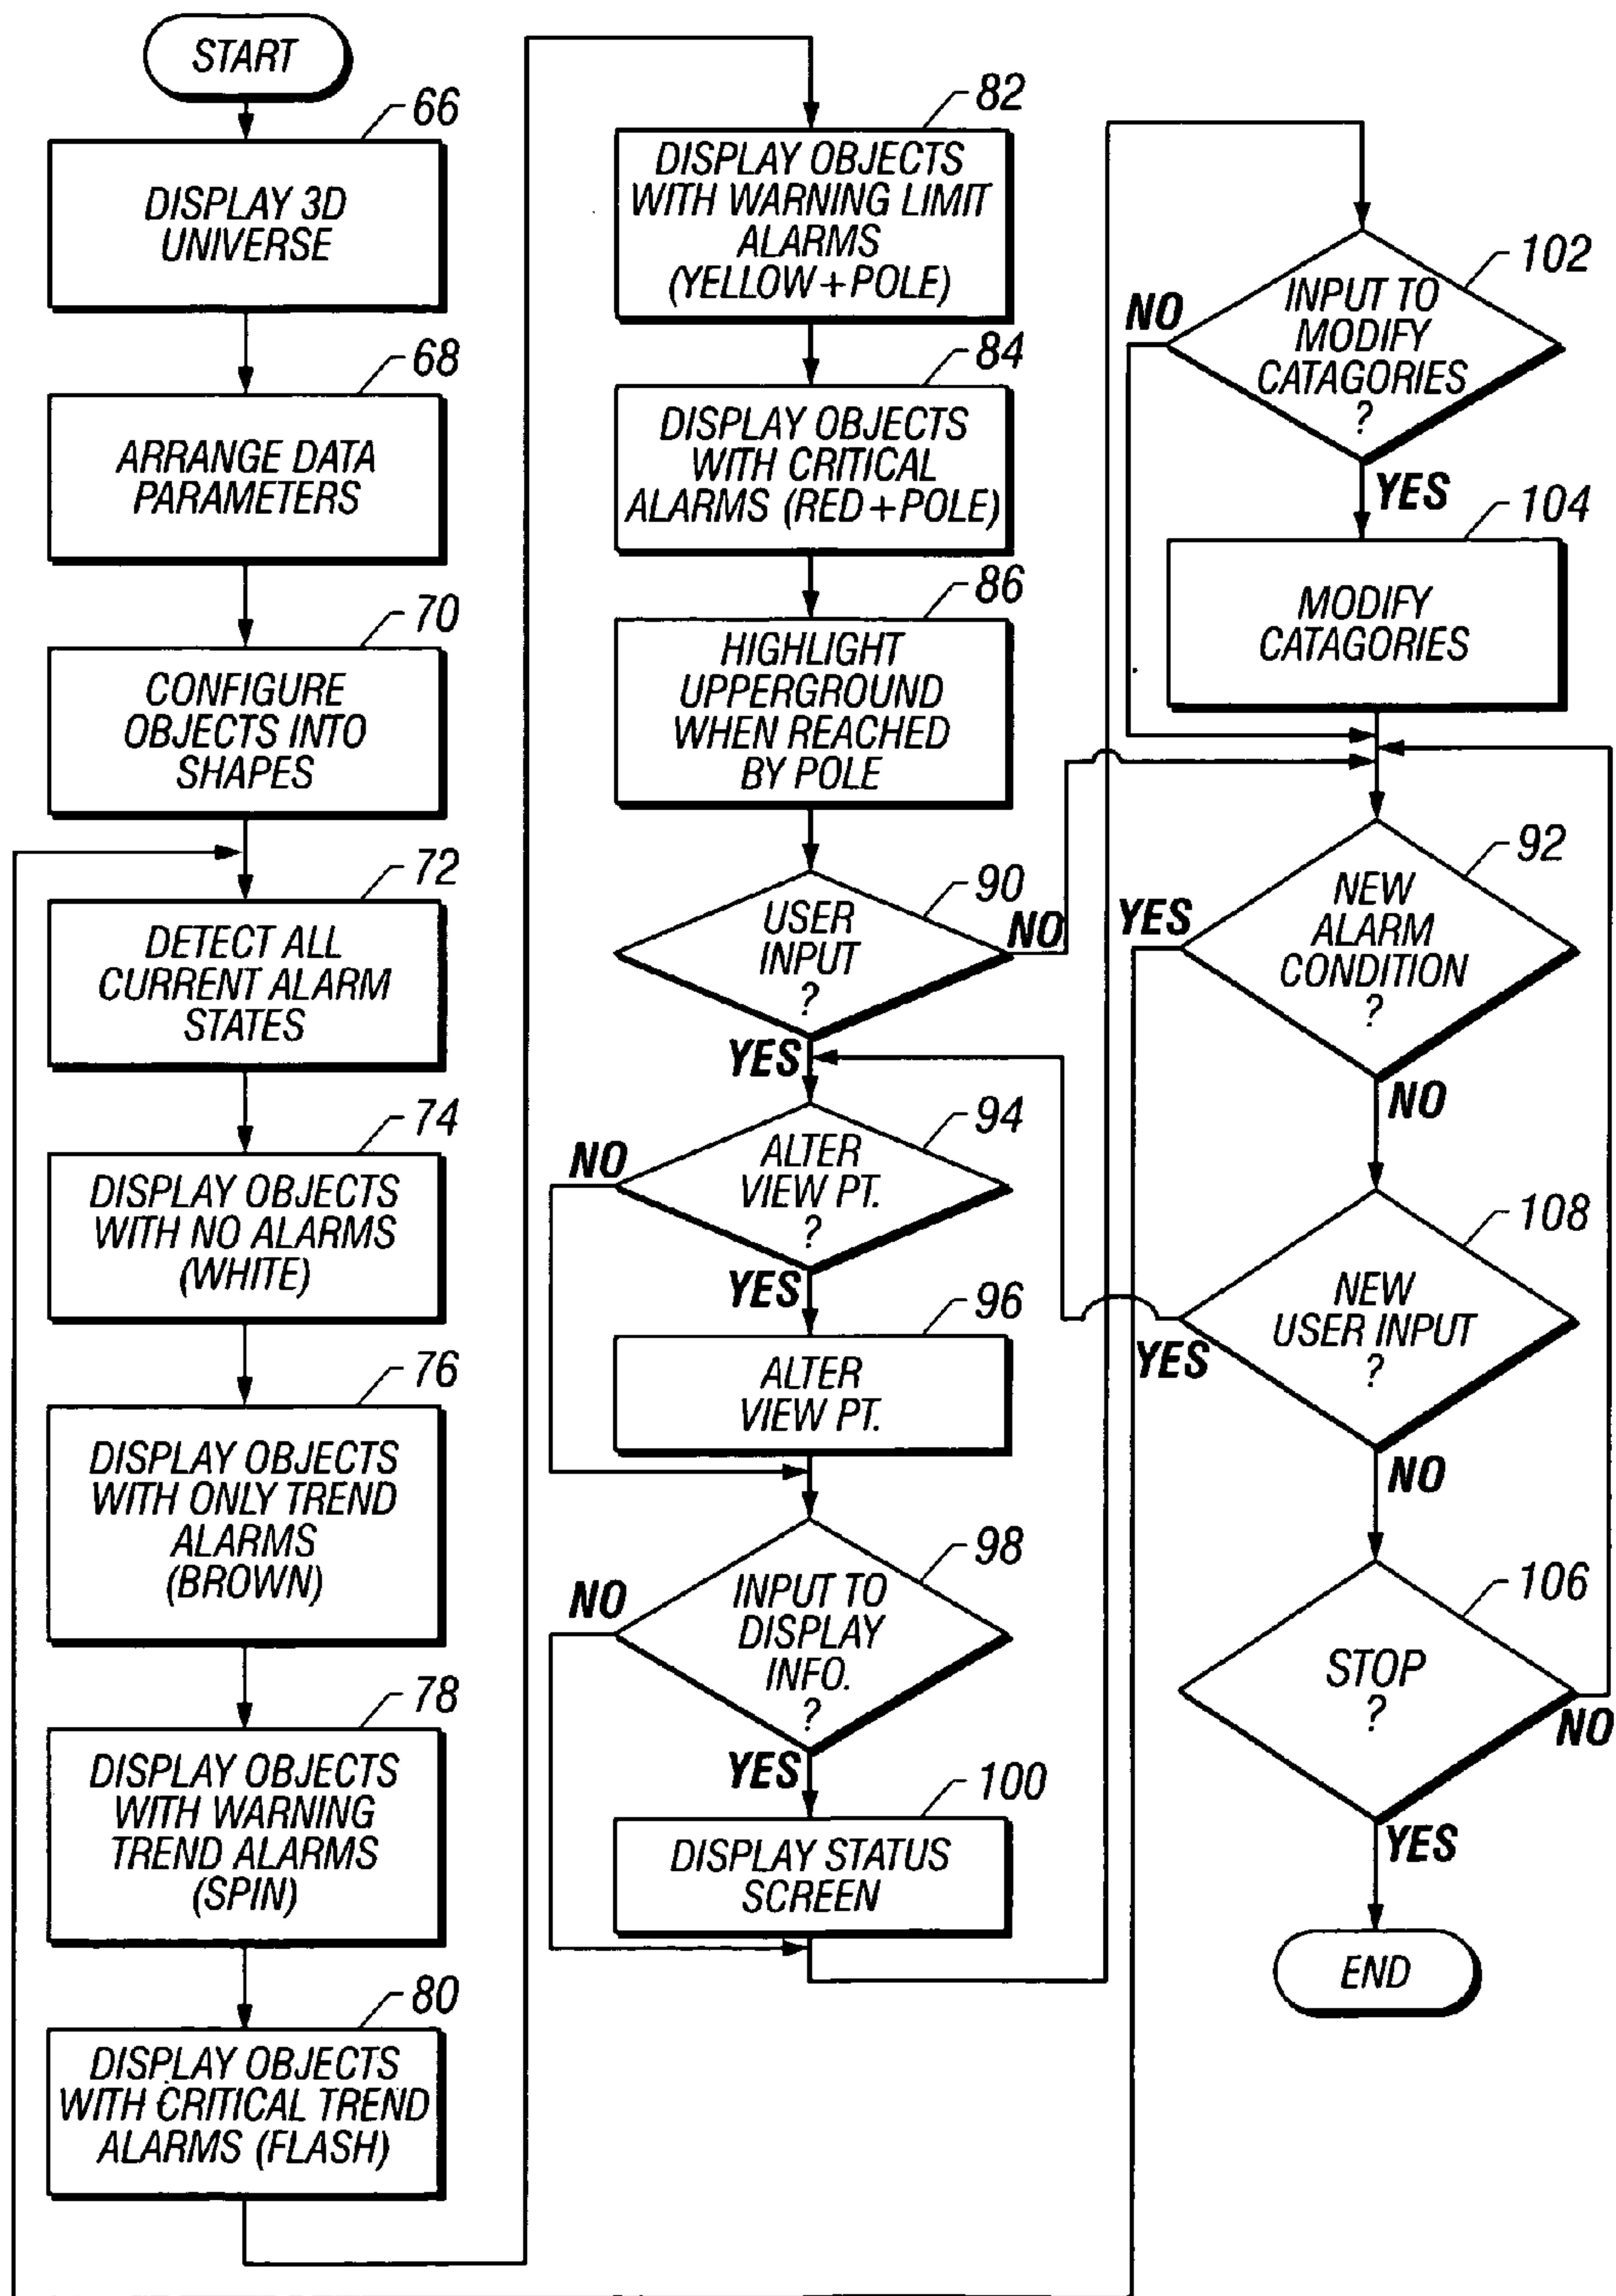 START
66
DISPLAY 3D
UNIVERSE
68
ARRANGE DATA
PARAMETERS
70
CONFIGURE
OBJECTS INTO
SHAPES
72
DETECT ALL
CURRENT ALARM
STATES
74
DISPLAY OBJECTS
WITH NO ALARMS
(WHITE)
76
DISPLAY OBJECTS
WITH ONLY TREND
ALARMS
(BROWN)
78
DISPLAY OBJECTS
WITH WARNING
TREND ALARMS
(SPIN)
80
DISPLAY OBJECTS
WITH CRITICAL TREND
ALARMS (FLASH)
82
DISPLAY OBJECTS
WITH WARNING LIMIT
ALARMS
(YELLOW+POLE)
84
DISPLAY OBJECTS
WITH CRITICAL
ALARMS (RED+POLE)
86
HIGHLIGHT
UPPERGROUND
WHEN REACHED
BY POLE
90
USER
INPUT
?
NO
YES
94
ALTER
VIEW PT.
?
NO
YES
96
ALTER
VIEW PT.
98
INPUT TO
DISPLAY
INFO.
?
NO
YES
100
DISPLAY STATUS
SCREEN
102
INPUT TO
MODIFY
CATAGORIES
?
NO
YES
104
MODIFY
CATAGORIES
92
NEW
ALARM
CONDITION
?
YES
NO
108
NEW
USER INPUT
?
YES
NO
106
STOP
?
NO
YES
END